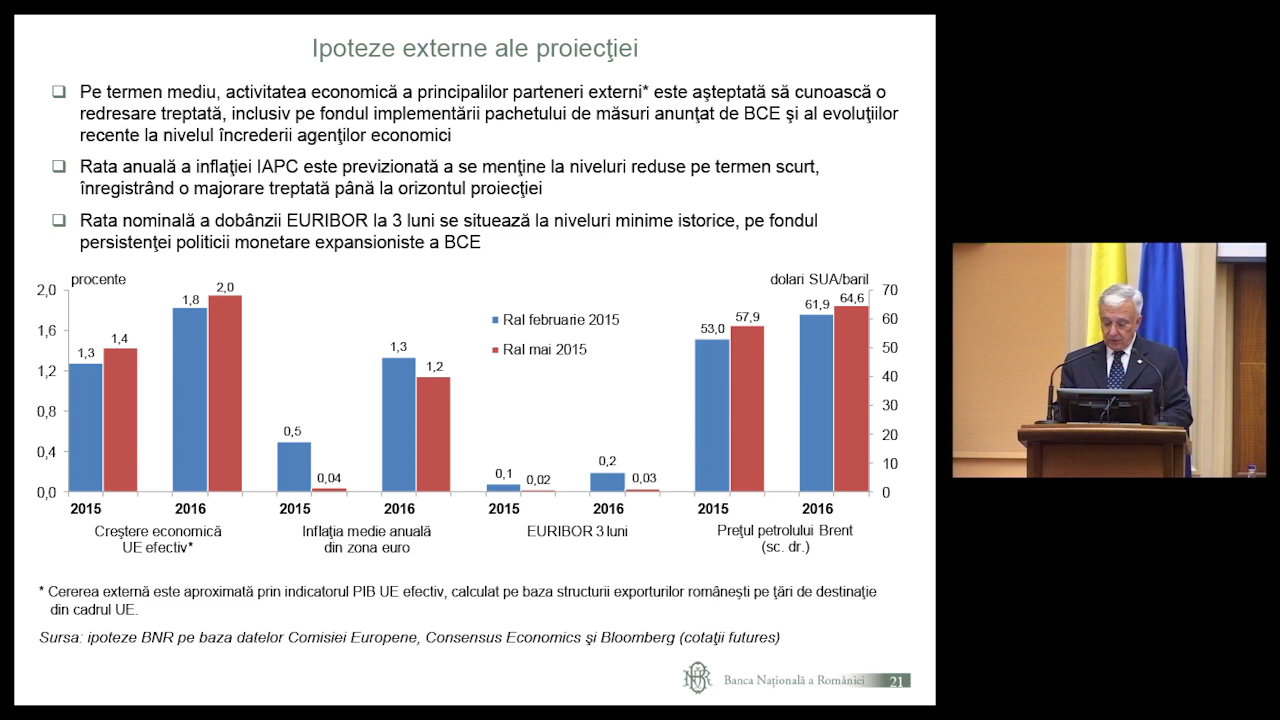 Ipoteze externe ale proiecţiei
❑ Pe termen mediu, activitatea economică a principalilor parteneri externi* este aşteptată să cunoască o
redresare treptată, inclusiv pe fondul implementării pachetului de măsuri anunţat de BCE şi al evoluţiilor
recente la nivelul încrederii agenţilor economici
❑ Rata anuală a inflaţiei IAPC este previzionată a se menţine la niveluri reduse pe termen scurt,
înregistrând o majorare treptată până la orizontul proiecţiei
❑ Rata nominală a dobânzii EURIBOR la 3 luni se situează la niveluri minime istorice, pe fondul
persistenţei politicii monetare expansioniste a BCE
procente dolari SUA/baril
2,0
1,6
1,2
0,8
0,4
0,0
1,3 1,4 1,8 2,0
0,5 0,04 1,3 1,2
0,1 0,02 0,2 0,03
53,0 57,9 61,9 64,6
Ral februarie 2015
Ral mai 2015
70
60
50
40
30
20
10
0
2015 2016 2015 2016 2015 2016 2015 2016
Creştere economică
UE efectiv*
Inflaţia medie anuală
din zona euro
EURIBOR 3 luni
Preţul petrolului Brent
(sc. dr.)
* Cererea externă este aproximată prin indicatorul PIB UE efectiv, calculat pe baza structurii exporturilor româneşti pe ţări de destinaţie
din cadrul UE.
Sursa: ipoteze BNR pe baza datelor Comisiei Europene, Consensus Economics şi Bloomberg (cotaţii futures)
Banca Naţională a României 21